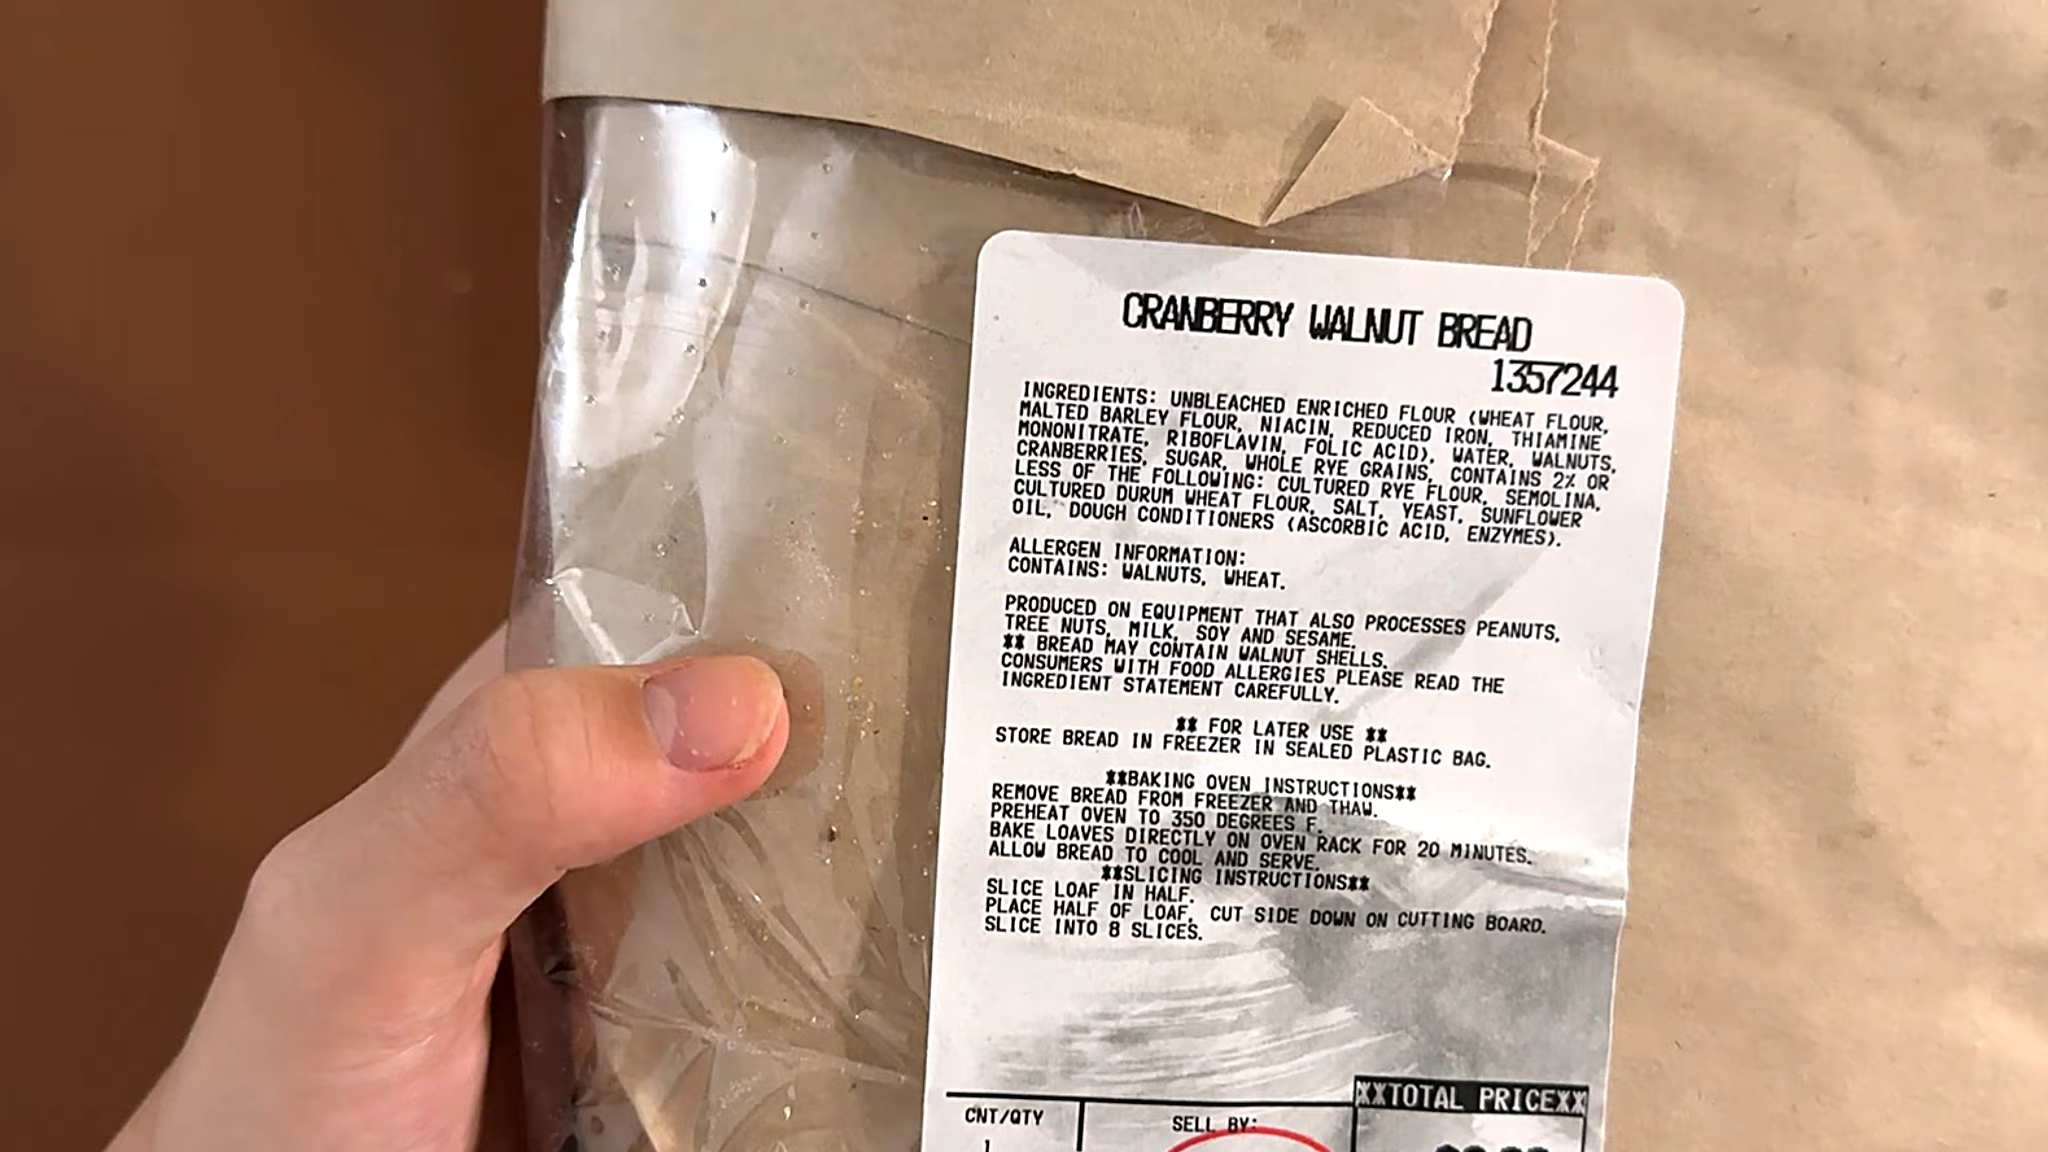 CRANBERRY WALNUT BREAD
1357244
INGREDIENTS: UNBLEACHED ENRICHED FLOUR (WHEAT FLOUR,
MALTED BARLEY FLOUR, NIACIN, REDUCED IRON, THIAMINE
MONONITRATE, RIBOFLAVIN, FOLIC ACID), WATER, WALNUTS,
CRANBERRIES, SUGAR, WHOLE RYE GRAINS, CONTAINS 2% OR
LESS OF THE FOLLOWING: CULTURED RYE FLOUR, SEMOLINA,
CULTURED DURUM WHEAT FLOUR, SALT, YEAST, SUNFLOWER
OIL, DOUGH CONDITIONERS (ASCORBIC ACID, ENZYMES).
ALLERGEN INFORMATION:
CONTAINS: WALNUTS, WHEAT.
PRODUCED ON EQUIPMENT THAT ALSO PROCESSES PEANUTS,
TREE NUTS, MILK, SOY AND SESAME.
** BREAD MAY CONTAIN WALNUT SHELLS.
CONSUMERS WITH FOOD ALLERGIES PLEASE READ THE
INGREDIENT STATEMENT CAREFULLY.
** FOR LATER USE **
STORE BREAD IN FREEZER IN SEALED PLASTIC BAG.
**BAKING OVEN INSTRUCTIONS**
REMOVE BREAD FROM FREEZER AND THAW.
PREHEAT OVEN TO 350 DEGREES F.
BAKE LOAVES DIRECTLY ON OVEN RACK FOR 20 MINUTES.
ALLOW BREAD TO COOL AND SERVE.
**SLICING INSTRUCTIONS**
SLICE LOAF IN HALF.
PLACE HALF OF LOAF, CUT SIDE DOWN ON CUTTING BOARD.
SLICE INTO 8 SLICES.
**TOTAL PRICE**
CNT/QTY
SELL BY:
1